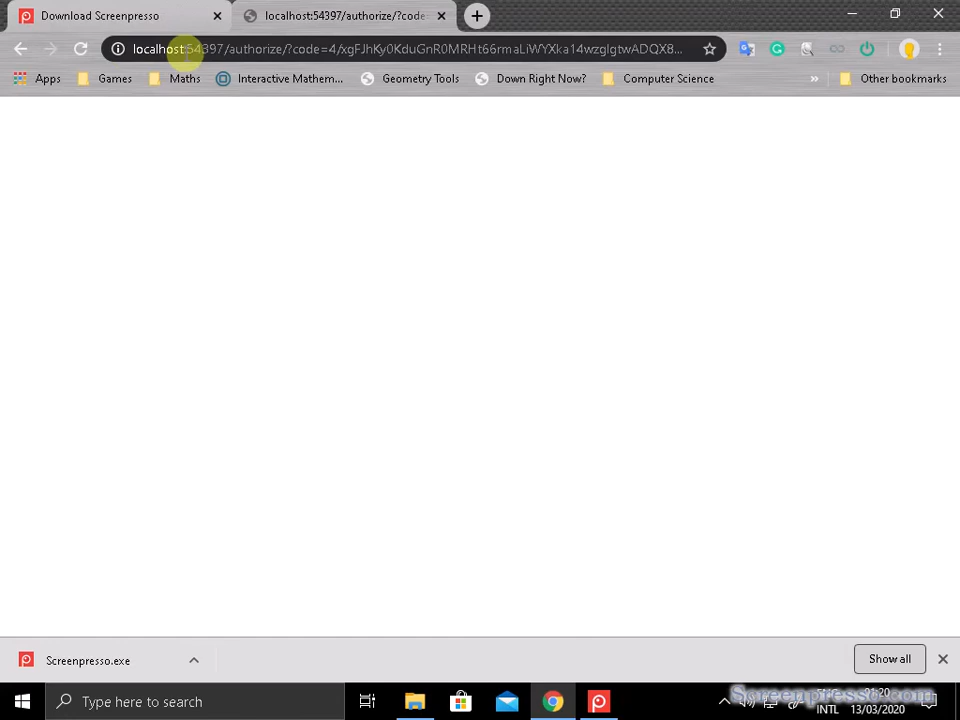 Download Screenpresso
localhost:54397/authorize/?code
localhost:54397/authorize/?code=4/xgFJhKy0KduGnR0MRHt66rmaLiWYXka14wzglgtwADQX8...
Apps
Games
Maths
Interactive Mathem...
Geometry Tools
Down Right Now?
Computer Science
Other bookmarks
Screenpresso.exe
Show all
Type here to search
Screenpresso.com
01:20
INTL
13/03/2020